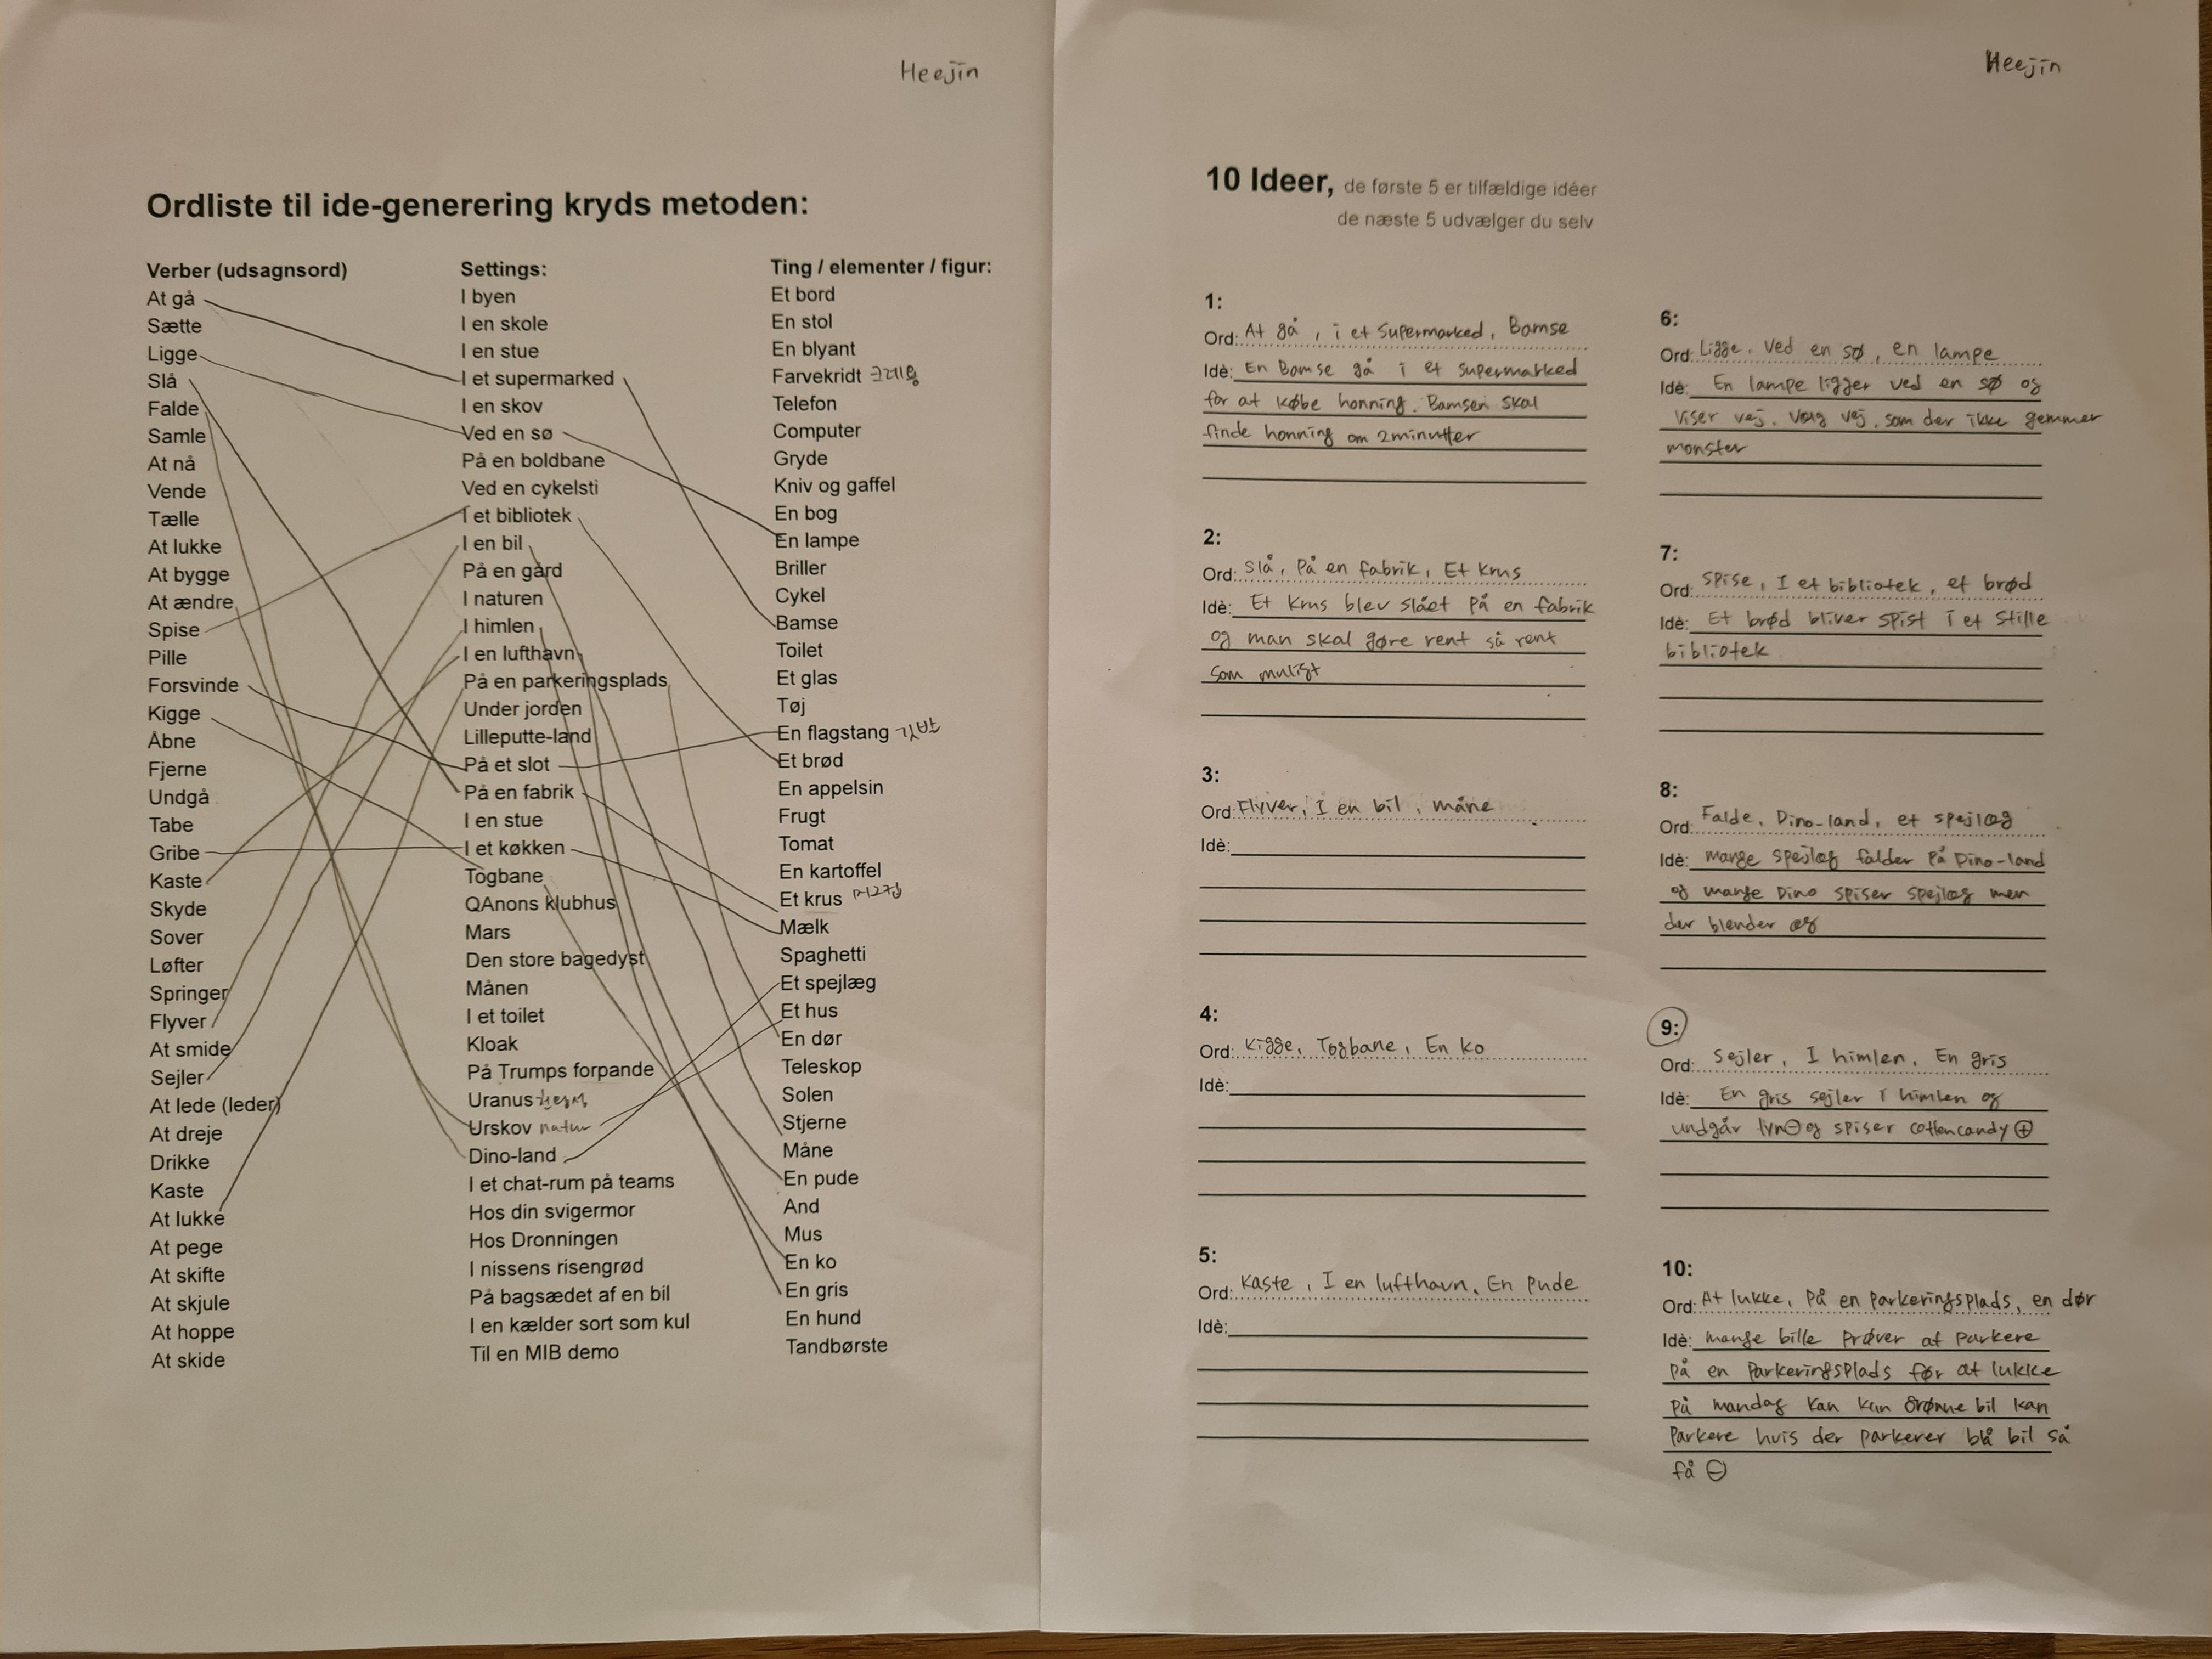 Heejin
Ordliste til ide-generering kryds metoden:
Verber (udsagnsord)
At gå
Sætte
Ligge
Slå
Falde
Samle
At nå
Vende
Tælle
At lukke
At bygge
At ændre
Spise
Pille
Forsvinde
Kigge
Åbne
Fjerne
Undgå
Tabe
Gribe
Kaste
Skyde
Sover
Løfter
Springer
Flyver
At smide
Sejler
At lede (leder)
At dreje
Drikke
Kaste
At lukke
At pege
At skifte
At skjule
At hoppe
At skide
Settings:
I byen
I en skole
I en stue
I et supermarked
I en skov
Ved en sø
På en boldbane
Ved en cykelsti
I et bibliotek
I en bil
På en gård
I naturen
I himlen
I en lufthavn
På en parkeringsplads
Under jorden
Lilleputte-land
På et slot
På en fabrik
I en stue
I et køkken
Togbane
QAnons klubhus
Mars
Den store bagedyst
Månen
I et toilet
Kloak
På Trumps forpande
Uranus 천왕성
Urskov natur
Dino-land
I et chat-rum på teams
Hos din svigermor
Hos Dronningen
I nissens risengrød
På bagsædet af en bil
I en kælder sort som kul
Til en MIB demo
Ting / elementer / figur:
Et bord
En stol
En blyant
Farvekridt 크레용
Telefon
Computer
Gryde
Kniv og gaffel
En bog
En lampe
Briller
Cykel
Bamse
Toilet
Et glas
Tøj
En flagstang 깃반
Et brød
En appelsin
Frugt
Tomat
En kartoffel
Et krus 머그컵
Mælk
Spaghetti
Et spejlæg
Et hus
En dør
Teleskop
Solen
Stjerne
Måne
En pude
And
Mus
En ko
En gris
En hund
Tandbørste
Heejin
10 Ideer, de første 5 er tilfældige idéer
de næste 5 udvælger du selv
1:
Ord: At gå, i et Supermarked, Bamse
Idè: En Bamse gå i et supermarked
for at købe honning. Bamsen skal
finde honning om 2minutter
2:
Ord: Slå, På en fabrik, Et krus
Idè: Et krus blev slået på en fabrik
og man skal gøre rent så rent
som muligt
3:
Ord: Flyver, I en bil, måne
Idè:
4:
Ord: Kigge, Togbane, En ko
Idè:
5:
Ord: Kaste, I en lufthavn, En pude
Idè:
6:
Ord: Ligge, Ved en sø, en lampe
Idè: En lampe ligger ved en sø og
viser vej. Vælg vej, som der ikke gemmer
monster
7:
Ord: Spise, I et bibliotek, et brød
Idè: Et brød bliver spist i et stille
bibliotek
8:
Ord: Falde, Dino-land, et spejlæg
Idè: mange spejlæg falder på Dino-land
og mange Dino spiser spejlæg men
der blender æg
9:
Ord: Sejler, I himlen, En gris
Idè: En gris sejler i himlen og
undgår lyn⊖og spiser cottencandy⊕
10:
Ord: At lukke, På en parkeringsplads, en dør
Idè: mange bille prøver at parkere
på en parkeringsplads før at lukke
på mandag kan kun grønne bil kan
Parkere hvis der parkerer blå bil så
få ⊖